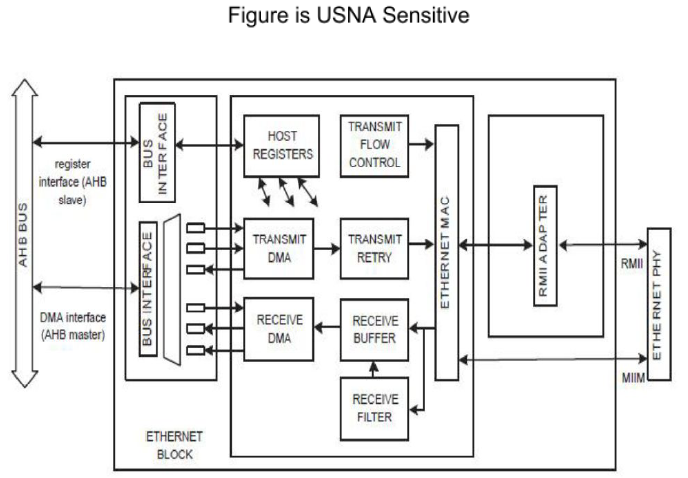 Figure is USNA Sensitive
AHB BUS
register
interface (AHB
slave)
DMA interface
(AHB master)
BUS
INTERFACE
BUS INTERFACE
HOST
REGISTERS
TRANSMIT
FLOW
CONTROL
TRANSMIT
DMA
TRANSMIT
RETRY
RECEIVE
DMA
RECEIVE
BUFFER
RECEIVE
FILTER
ETHERNET MAC
RMII ADAPTER
RMII
MIIM
ETHERNET PHY
ETHERNET
BLOCK